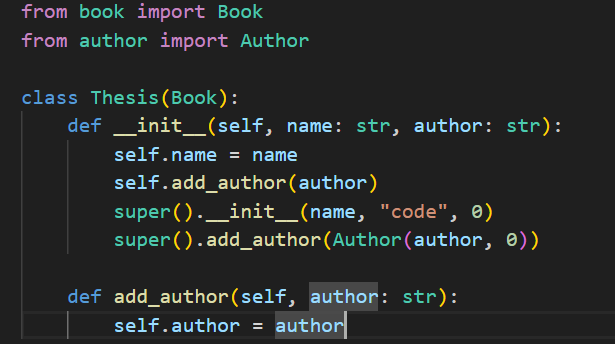 from book import Book
from author import Author
class Thesis(Book):
    def __init__(self, name: str, author: str):
        self.name = name
        self.add_author(author)
        super().__init__(name, "code", 0)
        super().add_author(Author(author, 0))
    def add_author(self, author: str):
        self.author = author